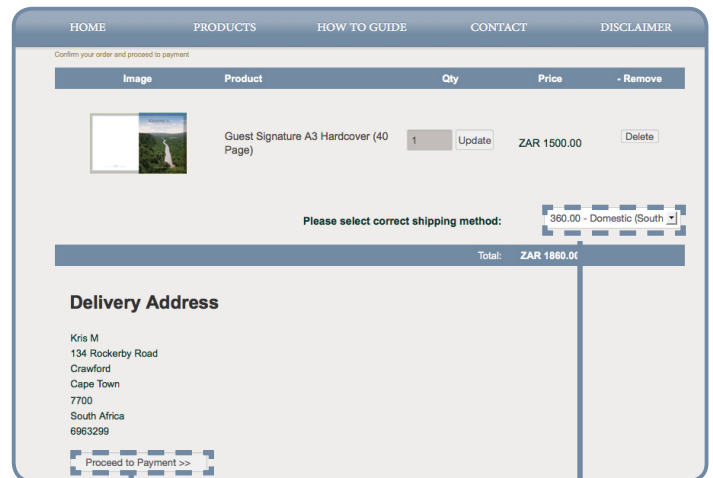 HOME PRODUCTS HOW TO GUIDE CONTACT DISCLAIMER
Confirm your order and proceed to payment
Image Product Qty Price - Remove
Guest Signature A3 Hardcover (40
Page)
1 Update ZAR 1500.00 Delete
Please select correct shipping method: 360.00 - Domestic (South
Total: ZAR 1860.00
Delivery Address
Kris M
134 Rockerby Road
Crawford
Cape Town
7700
South Africa
6963299
Proceed to Payment >>